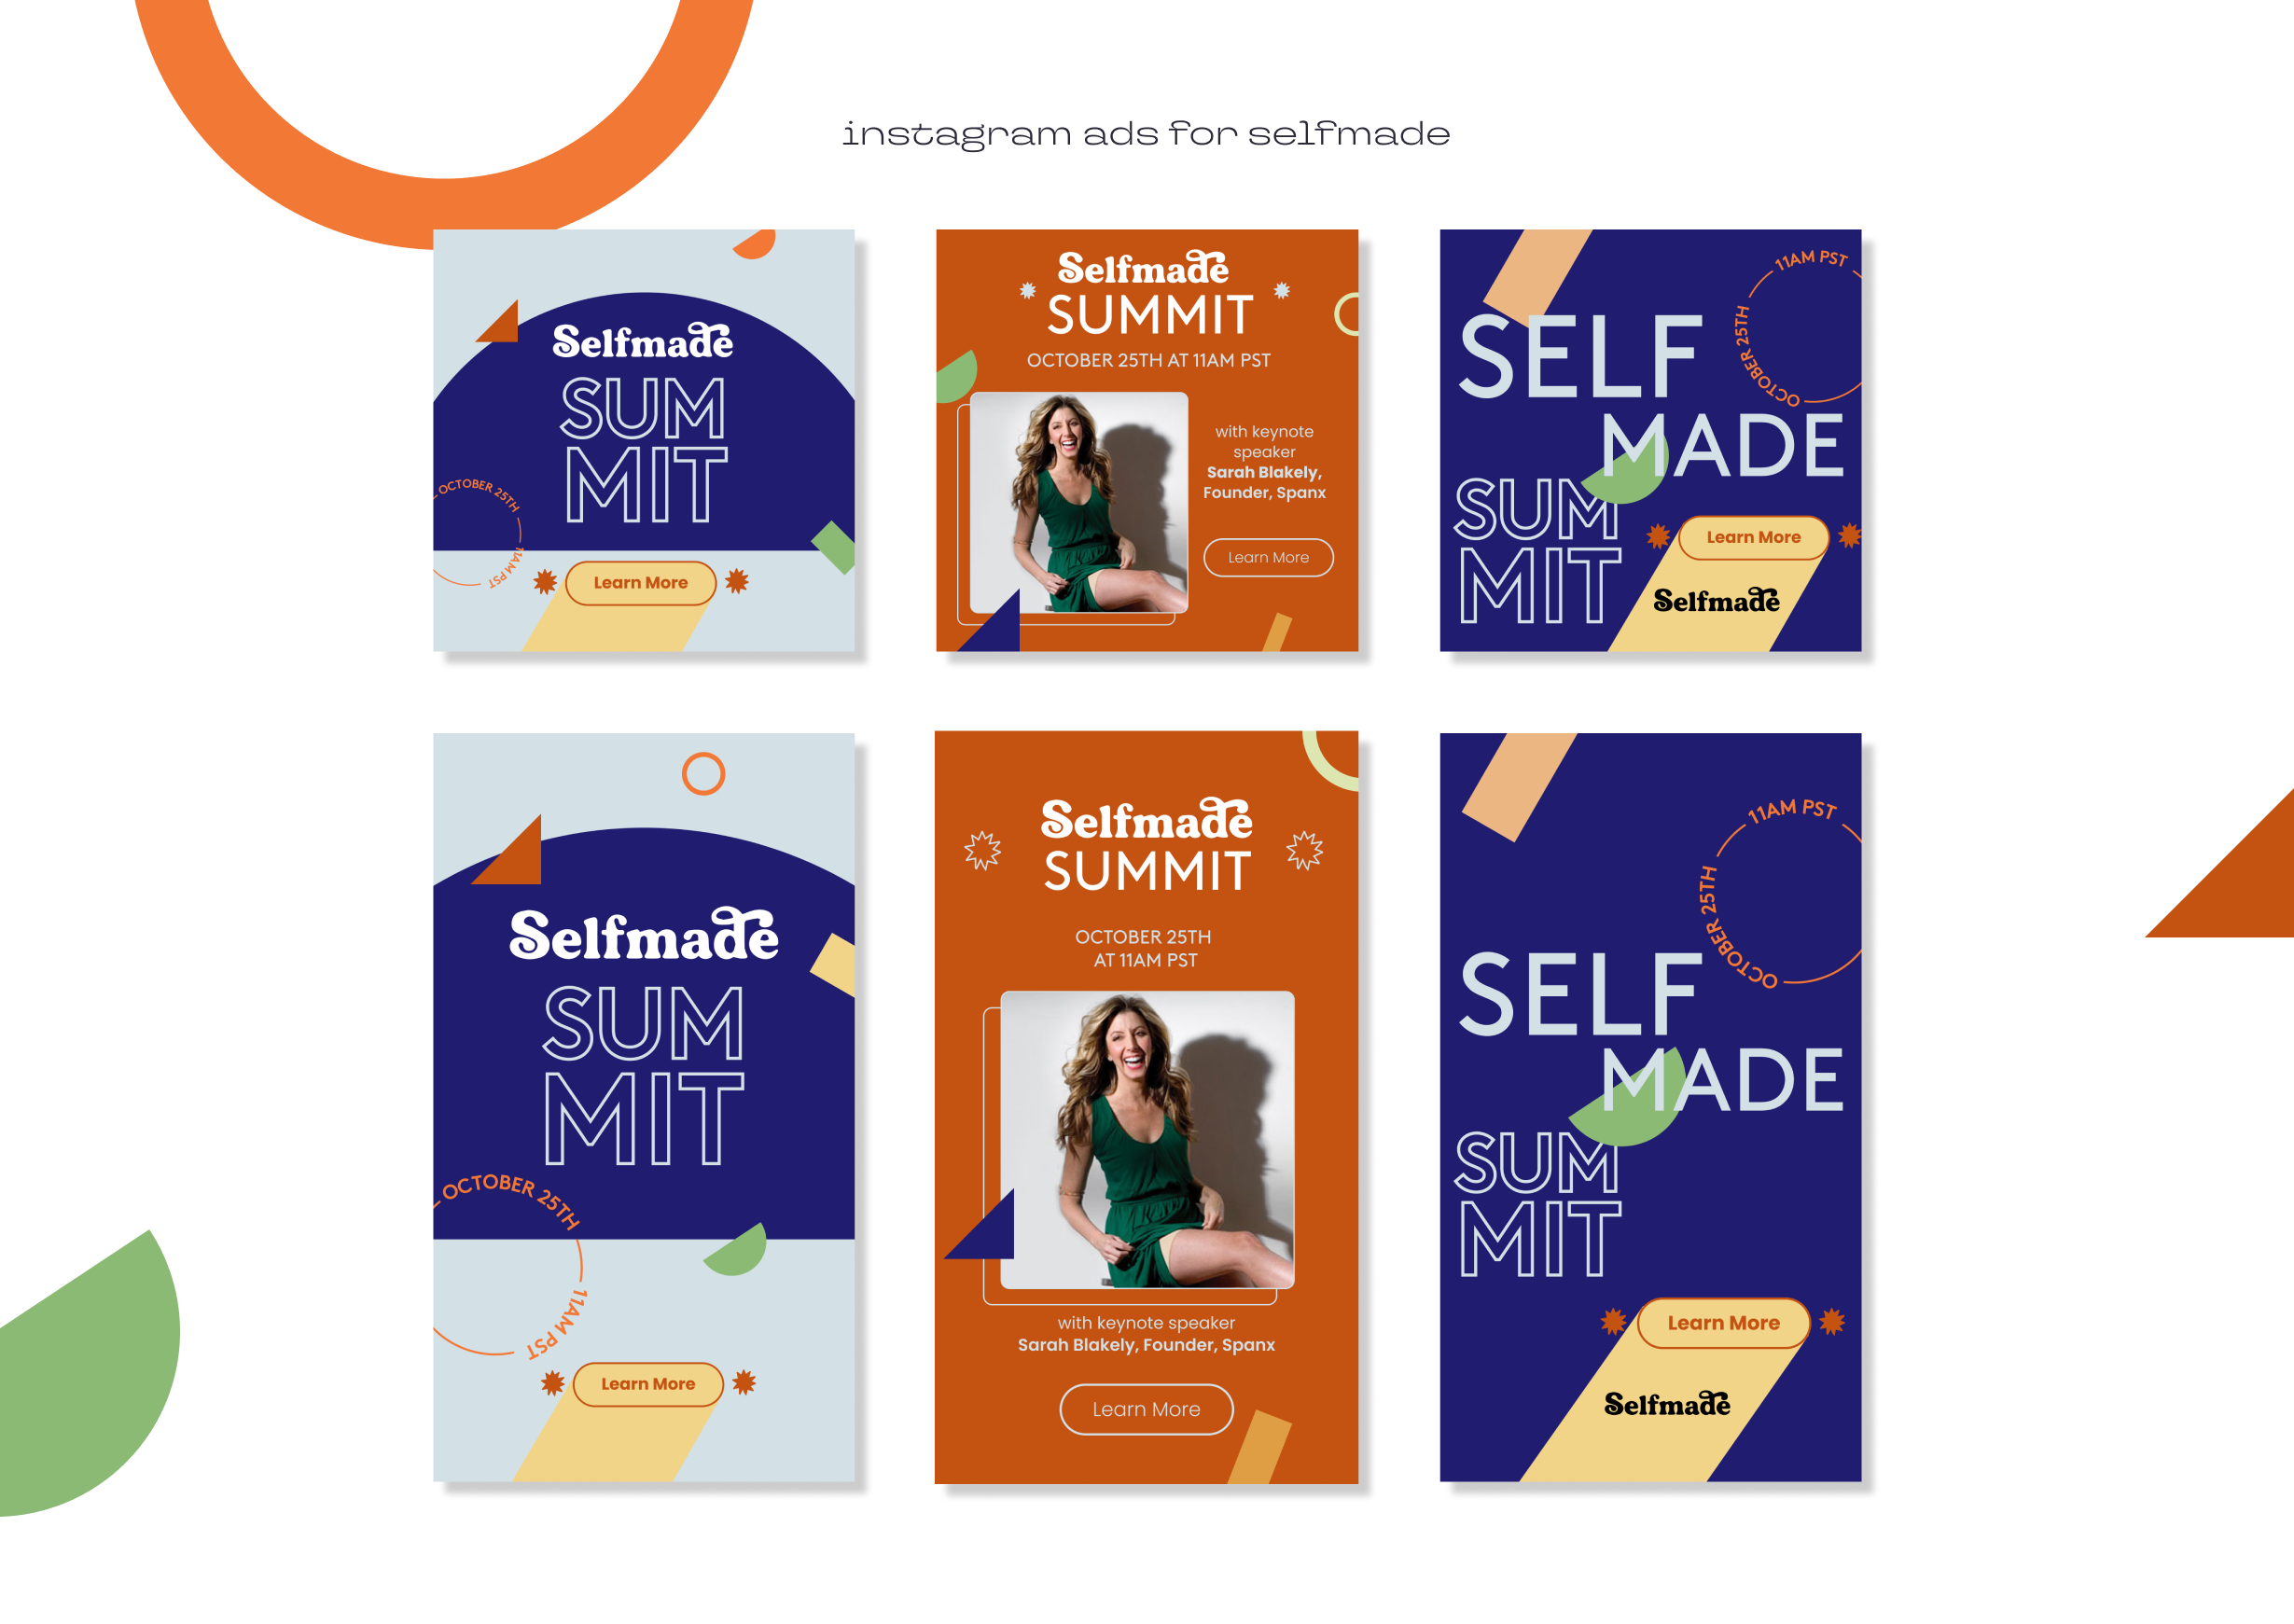 instagram ads for selfmade
Selfmade
SUM
MIT
OCTOBER 25TH
11AM PST
Learn More
Selfmade
SUMMIT
OCTOBER 25TH AT 11AM PST
with keynote
speaker
Sarah Blakely,
Founder, Spanx
Learn More
11AM PST
OCTOBER 25TH
SELF
MADE
SUM
MIT
Learn More
Selfmade
Selfmade
SUM
MIT
OCTOBER 25TH
11AM PST
Learn More
Selfmade
SUMMIT
OCTOBER 25TH
AT 11AM PST
with keynote speaker
Sarah Blakely, Founder, Spanx
Learn More
11AM PST
OCTOBER 25TH
SELF
MADE
SUM
MIT
Learn More
Selfmade